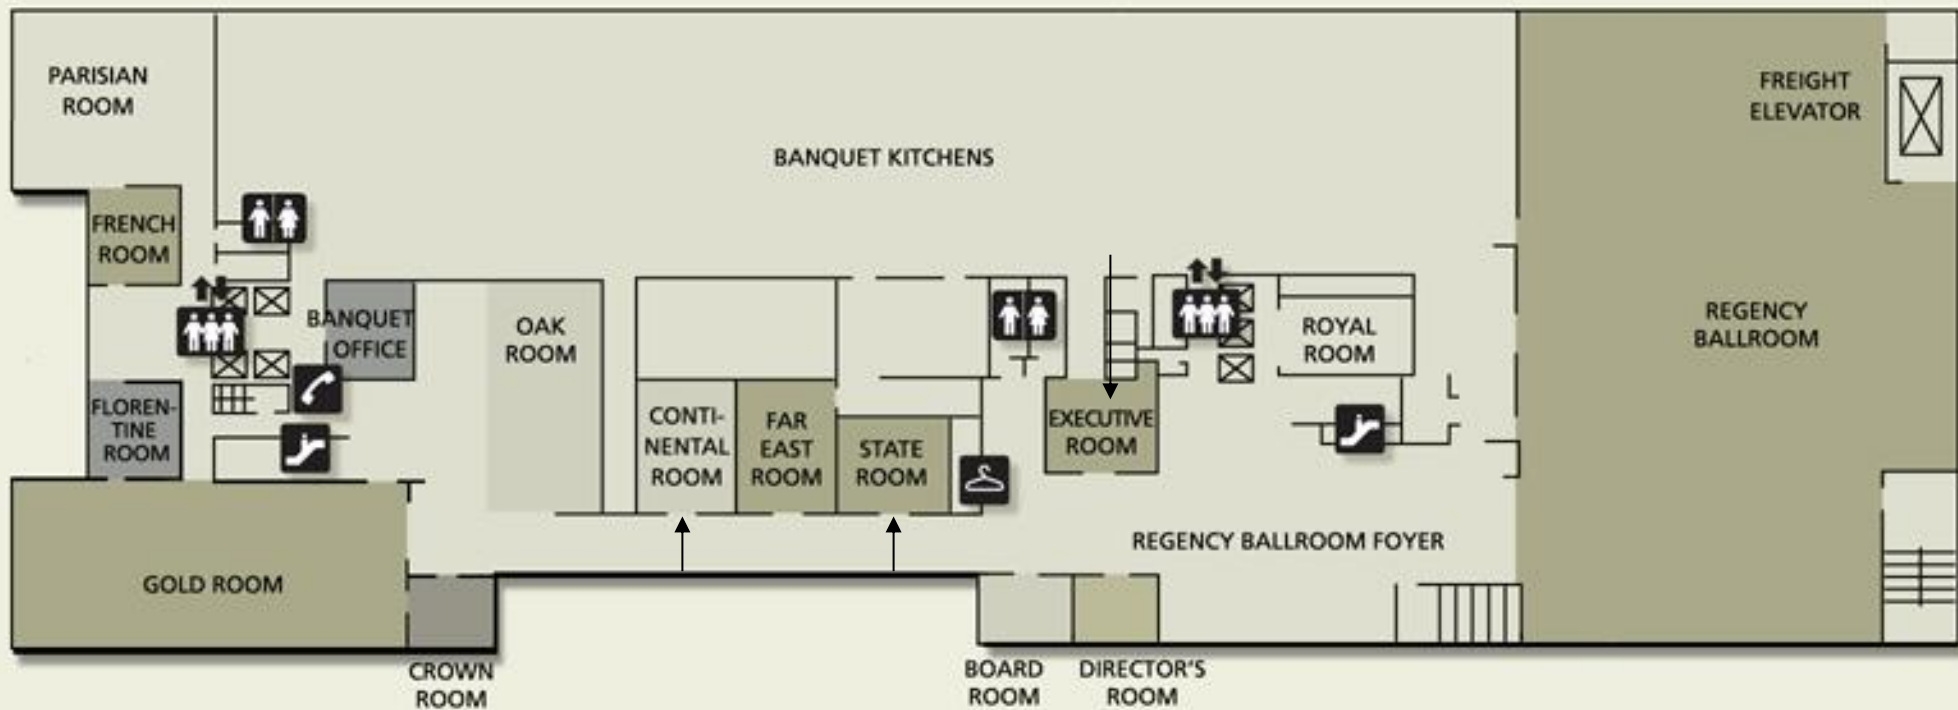 PARISIAN
ROOM
FREIGHT
ELEVATOR
BANQUET KITCHENS
FRENCH
ROOM
BANQUET
OFFICE
OAK
ROOM
ROYAL
ROOM
REGENCY
BALLROOM
FLOREN-
TINE
ROOM
CONTI-
NENTAL
ROOM
FAR
EAST
ROOM
STATE
ROOM
EXECUTIVE
ROOM
GOLD ROOM
REGENCY BALLROOM FOYER
CROWN
ROOM
BOARD
ROOM
DIRECTOR'S
ROOM